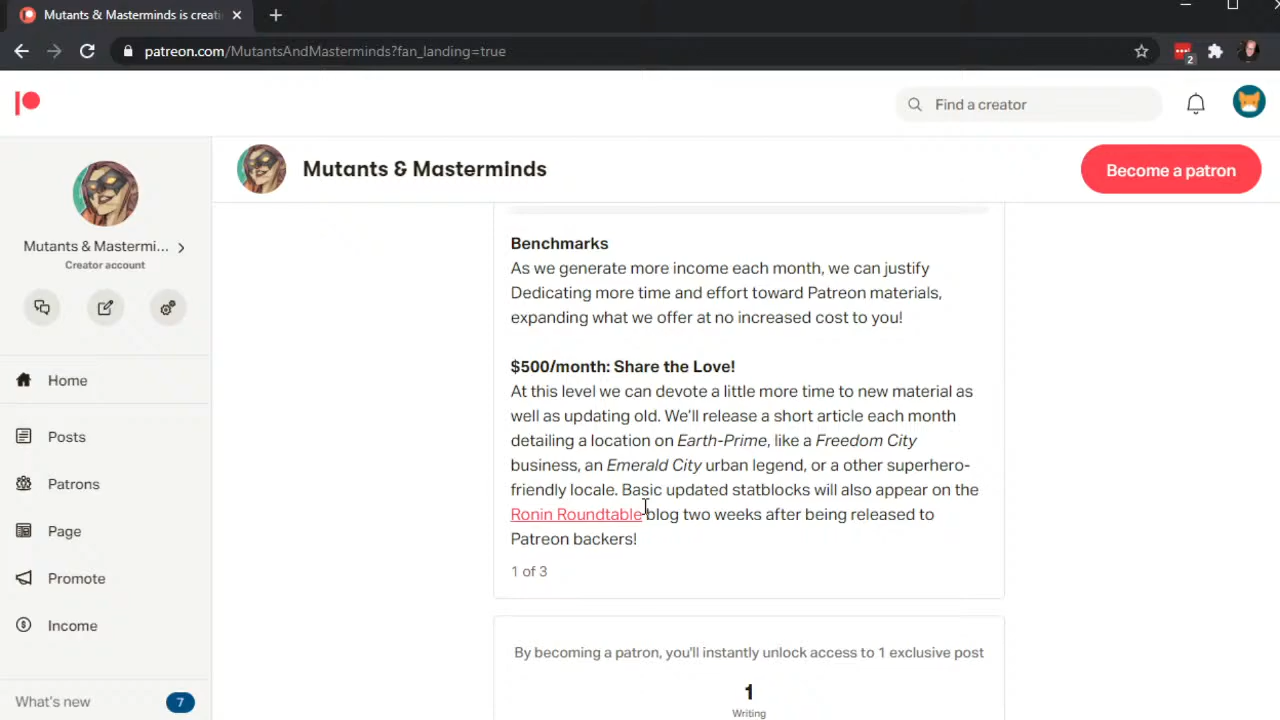 Mutants & Masterminds is creati
patreon.com/MutantsAndMasterminds?fan_landing=true
2
Find a creator
Mutants & Mastermi...
Creator account
Home
Posts
Patrons
Page
Promote
Income
What's new
7
Mutants & Masterminds
Become a patron
Benchmarks
As we generate more income each month, we can justify
Dedicating more time and effort toward Patreon materials,
expanding what we offer at no increased cost to you!
$500/month: Share the Love!
At this level we can devote a little more time to new material as
well as updating old. We'll release a short article each month
detailing a location on Earth-Prime, like a Freedom City
business, an Emerald City urban legend, or a other superhero-
friendly locale. Basic updated statblocks will also appear on the
Ronin Roundtable blog two weeks after being released to
Patreon backers!
1 of 3
By becoming a patron, you'll instantly unlock access to 1 exclusive post
1
Writing